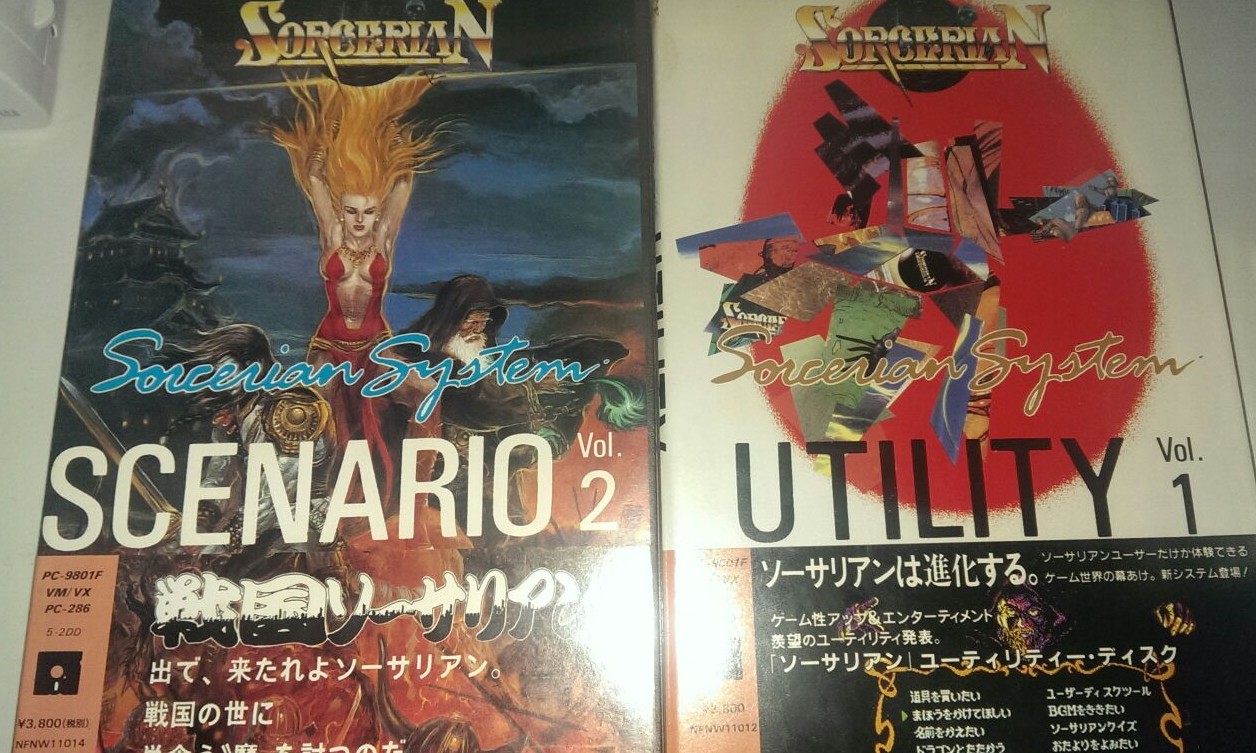 SORCERIAN
Sorcerian System
SCENARIO Vol. 2
PC-9801F
VM/VX
PC-286
5-2DD
¥3,800(税別)
NFNW11014
戦国ソーサリアン
出で、来たれよソーサリアン。
戦国の世に
SORCERIAN
SORCERIAN
Sorcerian System
UTILITY Vol. 1
NFNW11012
ソーサリアンは進化する。
ソーサリアンユーザーだけが体験できる
ゲーム世界の幕あけ。新システム登場!
ゲーム性アップ&エンターティメント
羨望のユーティリティ発表。
「ソーサリアン」ユーティリティー・ディスク
道具を買いたい
まほうをかけてほしい
名前をかえたい
ドラゴンとたたかう
ユーザーディスクツール
BGMをききたい
ソーサリアンクイズ
おたよりをよみたい